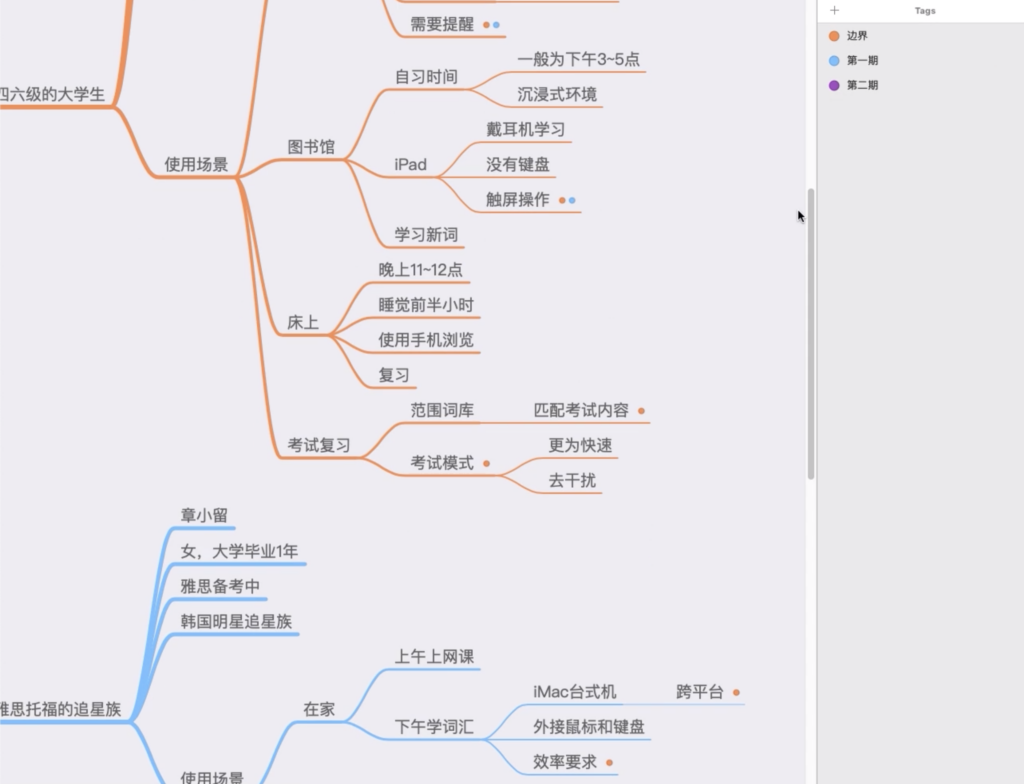 Tags
边界
第一期
第二期
需要提醒
四六级的大学生
使用场景
图书馆
自习时间
一般为下午3~5点
沉浸式环境
iPad
戴耳机学习
没有键盘
触屏操作
学习新词
床上
晚上11~12点
睡觉前半小时
使用手机浏览
复习
考试复习
范围词库
匹配考试内容
考试模式
更为快速
去干扰
雅思托福的追星族
章小留
女，大学毕业1年
雅思备考中
韩国明星追星族
使用场景
在家
上午上网课
下午学词汇
iMac台式机
跨平台
外接鼠标和键盘
效率要求